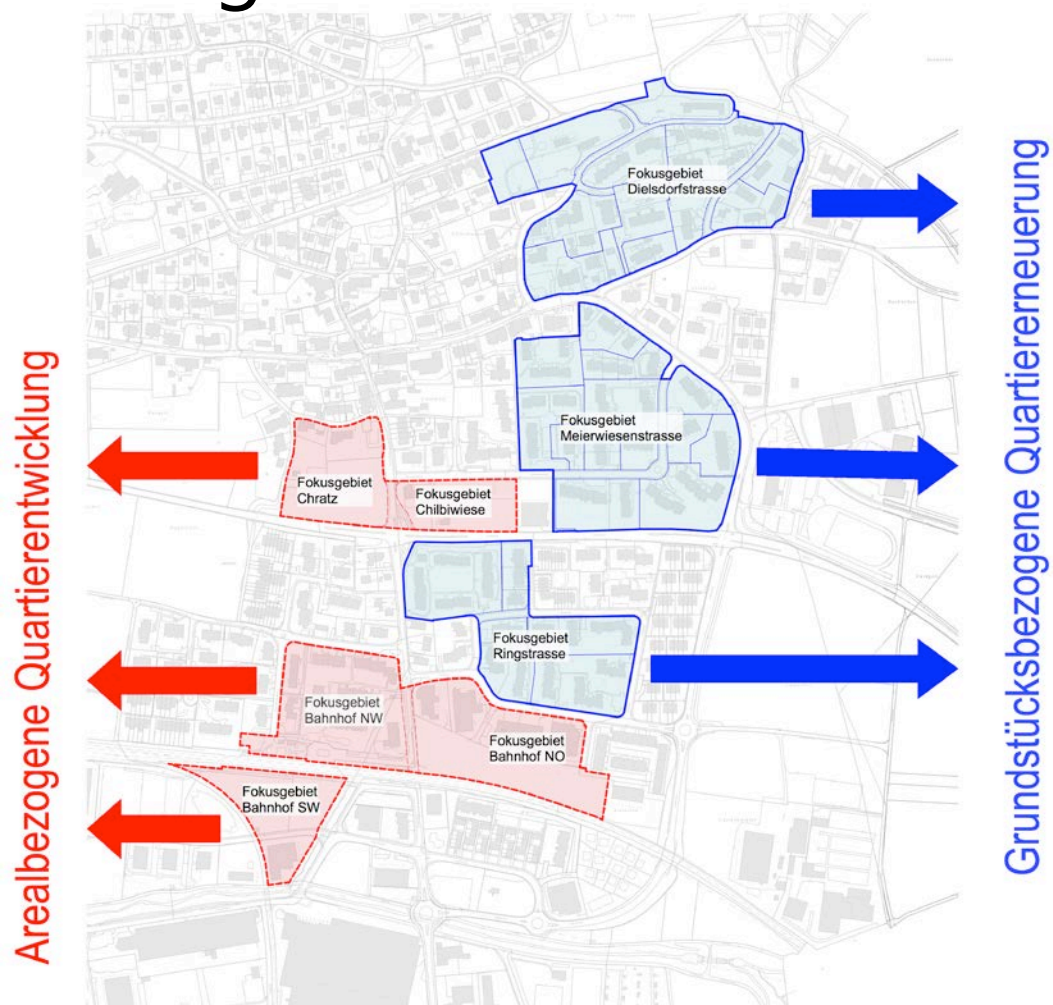 g
Fokusgebiet
Dielsdorfstrasse
Fokusgebiet
Meierwiesenstrasse
Fokusgebiet
Chratz
Fokusgebiet
Chilbiwiese
Fokusgebiet
Ringstrasse
Fokusgebiet
Bahnhof NW
Fokusgebiet
Bahnhof NO
Fokusgebiet
Bahnhof SW
Arealbezogene Quartierentwicklung
Grundstücksbezogene Quartiererneuerung